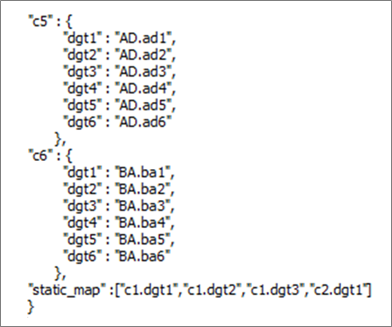 "c5" : {
"dgt1" : "AD.ad1",
"dgt2" : "AD.ad2",
"dgt3" : "AD.ad3",
"dgt4" : "AD.ad4",
"dgt5" : "AD.ad5",
"dgt6" : "AD.ad6"
},
"c6" : {
"dgt1" : "BA.ba1",
"dgt2" : "BA.ba2",
"dgt3" : "BA.ba3",
"dgt4" : "BA.ba4",
"dgt5" : "BA.ba5",
"dgt6" : "BA.ba6"
},
"static_map" :["c1.dgt1","c1.dgt2","c1.dgt3","c2.dgt1"]
}